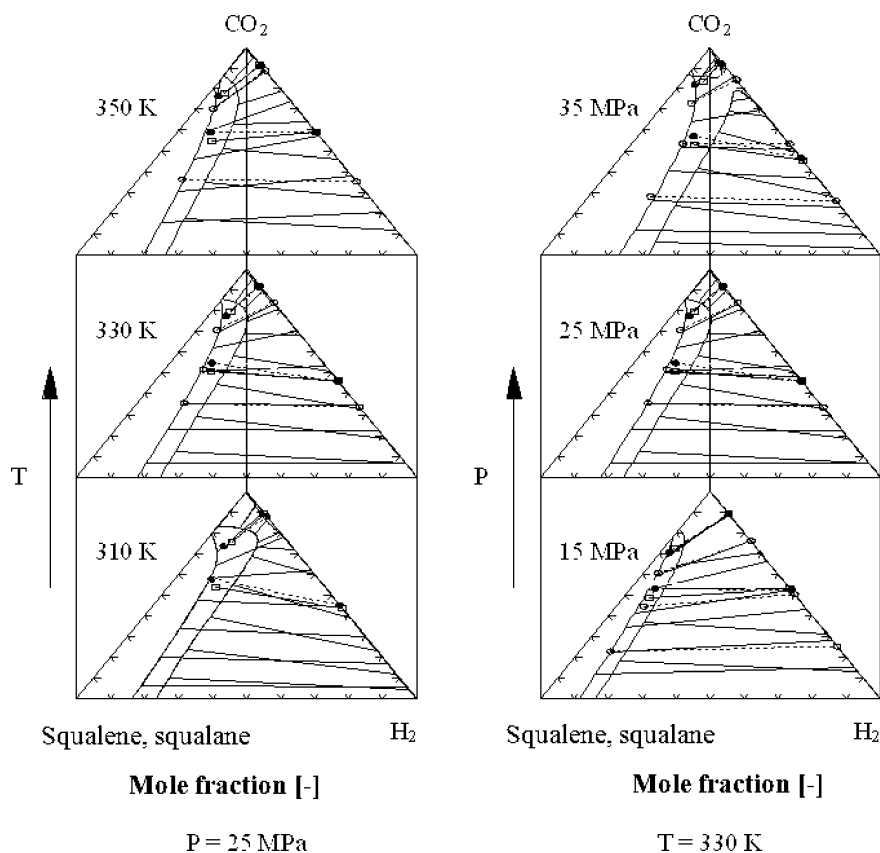 CO2
350 K
330 K
310 K
T
Squalene, squalane
H2
Mole fraction [-]
P = 25 MPa
CO2
35 MPa
25 MPa
15 MPa
P
Squalene, squalane
H2
Mole fraction [-]
T = 330 K